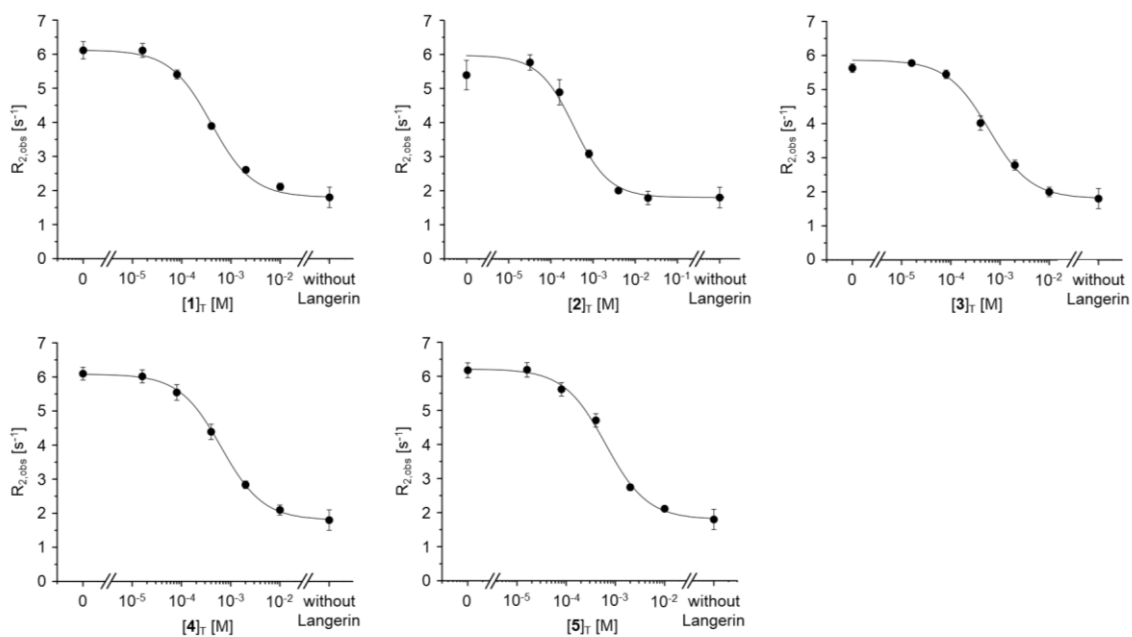 7
6
5
4
3
2
1
0
R₂,obs [s⁻¹]
0 10⁻⁵ 10⁻⁴ 10⁻³ 10⁻² without
Langerin
[1]T [M]
7
6
5
4
3
2
1
0
R₂,obs [s⁻¹]
0 10⁻⁵ 10⁻⁴ 10⁻³ 10⁻² 10⁻¹ without
Langerin
[2]T [M]
7
6
5
4
3
2
1
0
R₂,obs [s⁻¹]
0 10⁻⁵ 10⁻⁴ 10⁻³ 10⁻² without
Langerin
[3]T [M]
7
6
5
4
3
2
1
0
R₂,obs [s⁻¹]
0 10⁻⁵ 10⁻⁴ 10⁻³ 10⁻² without
Langerin
[4]T [M]
7
6
5
4
3
2
1
0
R₂,obs [s⁻¹]
0 10⁻⁵ 10⁻⁴ 10⁻³ 10⁻² without
Langerin
[5]T [M]